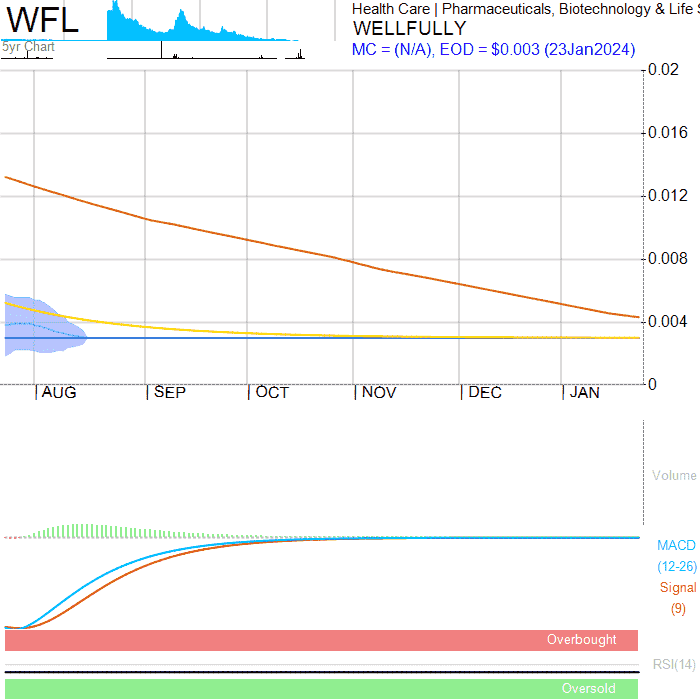 WFL
5yr Chart
Health Care | Pharmaceuticals, Biotechnology & Life S
WELLFULLY
MC = (N/A), EOD = $0.003 (23Jan2024)
0.02
0.016
0.012
0.008
0.004
0
AUG SEP OCT NOV DEC JAN
Volume
MACD
(12-26)
Signal
(9)
Overbought
RSI(14)
Oversold